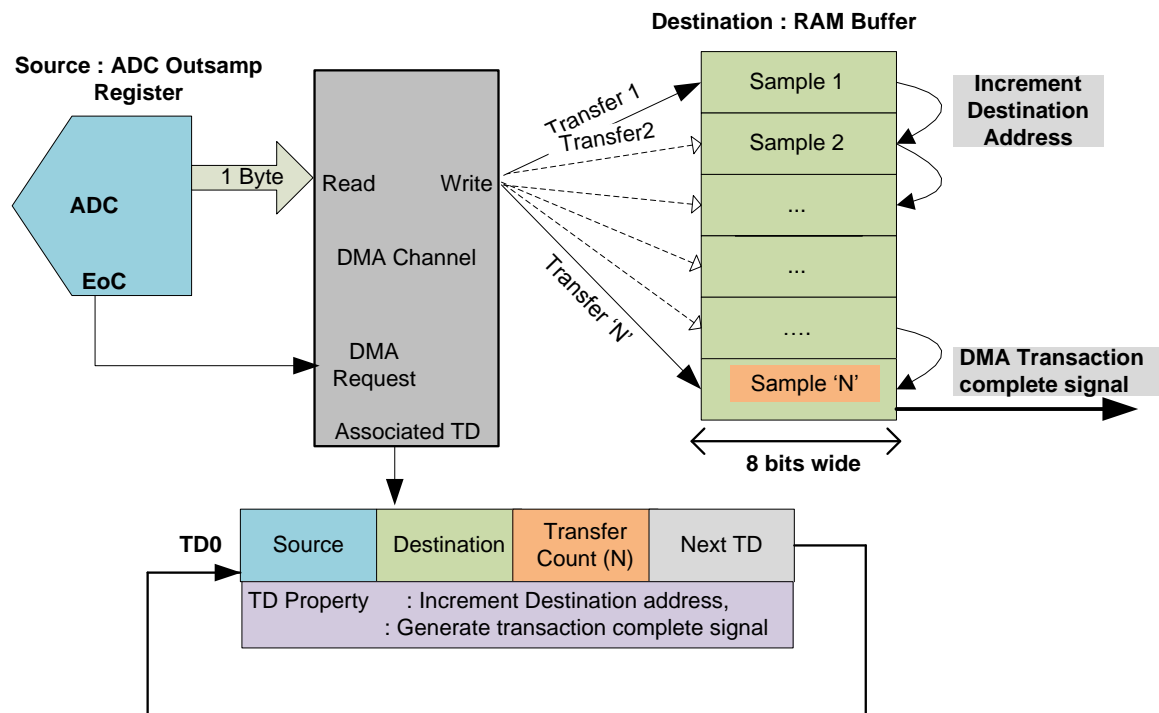 Destination : RAM Buffer
Source : ADC Outsamp
Register
ADC
EoC
1 Byte
Read
Write
DMA Channel
DMA
Request
Associated TD
Transfer 1
Transfer2
Transfer ‘N’
Sample 1
Sample 2
...
...
....
Sample ‘N’
Increment
Destination
Address
DMA Transaction
complete signal
8 bits wide
TD0
Source
Destination
Transfer
Count (N)
Next TD
TD Property : Increment Destination address,
: Generate transaction complete signal